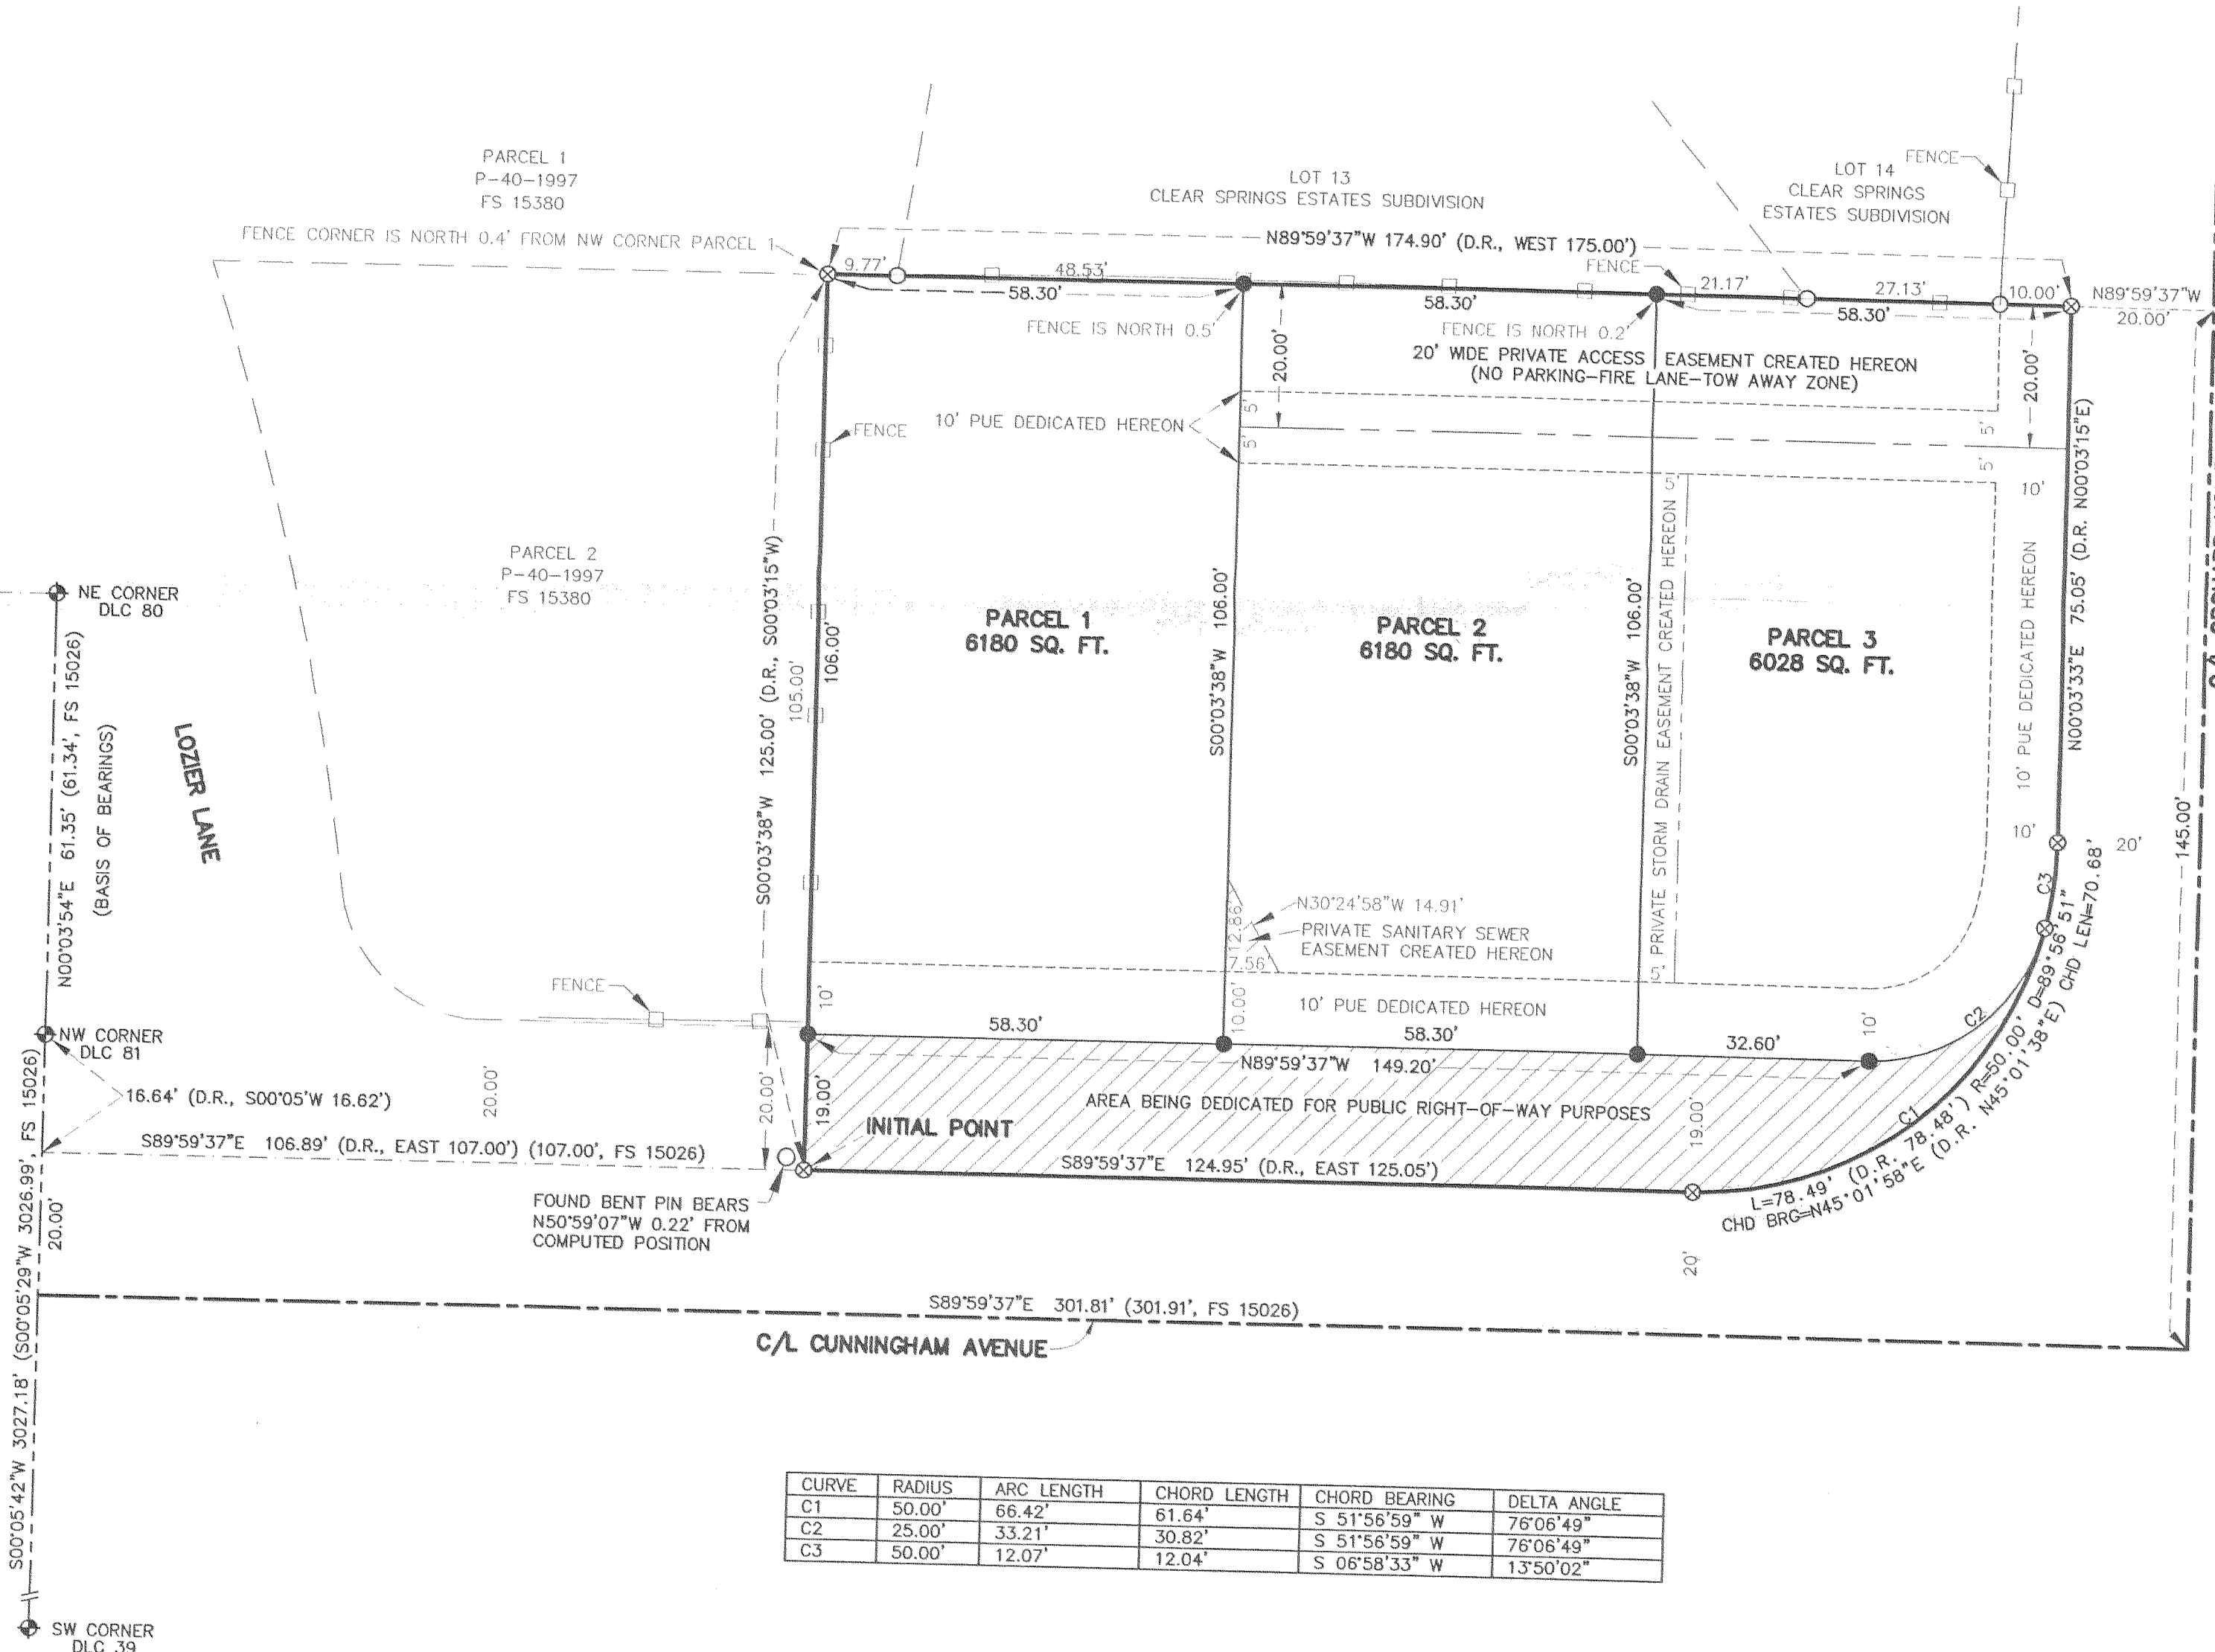 PARCEL 1
P-40-1997
FS 15380
FENCE CORNER IS NORTH 0.4' FROM NW CORNER PARCEL 1
LOT 13
CLEAR SPRINGS ESTATES SUBDIVISION
FENCE
LOT 14
CLEAR SPRINGS
ESTATES SUBDIVISION
N89°59'37"W 174.90' (D.R., WEST 175.00')
9.77'
48.53'
58.30'
FENCE
58.30'
21.17'
27.13'
10.00'
58.30'
N89°59'37"W
20.00'
FENCE IS NORTH 0.5'
FENCE IS NORTH 0.2'
20.00'
20' WIDE PRIVATE ACCESS EASEMENT CREATED HEREON
(NO PARKING-FIRE LANE-TOW AWAY ZONE)
20.00'
10' PUE DEDICATED HEREON
5'
5'
5'
5'
FENCE
PARCEL 2
P-40-1997
FS 15380
NE CORNER
DLC 80
N00°03'54"E 61.35' (61.34', FS 15026)
(BASIS OF BEARINGS)
LOZIER LANE
S00°03'38"W 125.00' (D.R., S00°03'15"W)
105.00'
106.00'
PARCEL 1
6180 SQ. FT.
S00°03'38"W 106.00'
PARCEL 2
6180 SQ. FT.
S00°03'38"W 106.00'
5' PRIVATE STORM DRAIN EASEMENT CREATED HEREON 5'
PARCEL 3
6028 SQ. FT.
10'
10' PUE DEDICATED HEREON
10'
N00°03'33"E 75.05' (D.R. N00°03'15"E)
20'
145.00'
12.86'
N30°24'58"W 14.91'
PRIVATE SANITARY SEWER
EASEMENT CREATED HEREON
7.56'
10.00'
10' PUE DEDICATED HEREON
10'
10'
FENCE
NW CORNER
DLC 81
16.64' (D.R., S00°05'W 16.62')
S89°59'37"E 106.89' (D.R., EAST 107.00') (107.00', FS 15026)
20.00'
20.00'
20.00'
19.00'
58.30'
58.30'
32.60'
N89°59'37"W 149.20'
AREA BEING DEDICATED FOR PUBLIC RIGHT-OF-WAY PURPOSES
INITIAL POINT
S89°59'37"E 124.95' (D.R., EAST 125.05')
19.00'
C1
C2
C3
L=78.49' (D.R. 78.48') R=50.00' D=89°56'51"
CHD BRG=N45°01'58"E (D.R. N45°01'38"E) CHD LEN=70.68'
20'
FOUND BENT PIN BEARS
N50°59'07"W 0.22' FROM
COMPUTED POSITION
S89°59'37"E 301.81' (301.91', FS 15026)
C/L CUNNINGHAM AVENUE
S00°05'42"W 3027.18' (S00°05'29"W 3026.99', FS 15026)
SW CORNER
DLC 39
CURVE RADIUS ARC LENGTH CHORD LENGTH CHORD BEARING DELTA ANGLE
C1 50.00' 66.42' 61.64' S 51°56'59" W 76°06'49"
C2 25.00' 33.21' 30.82' S 51°56'59" W 76°06'49"
C3 50.00' 12.07' 12.04' S 06°58'33" W 13°50'02"